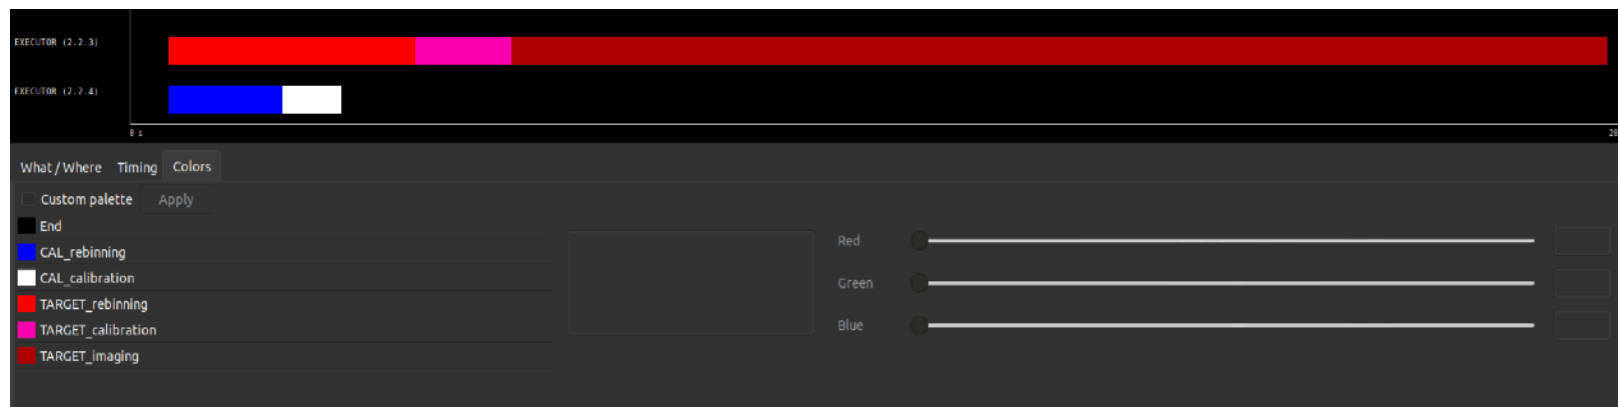 EXECUTOR (2.2.3)
EXECUTOR (2.2.4)
0 s
What / Where Timing Colors
Custom palette Apply
End
CAL_rebinning
CAL_calibration
TARGET_rebinning
TARGET_calibration
TARGET_imaging
Red
Green
Blue